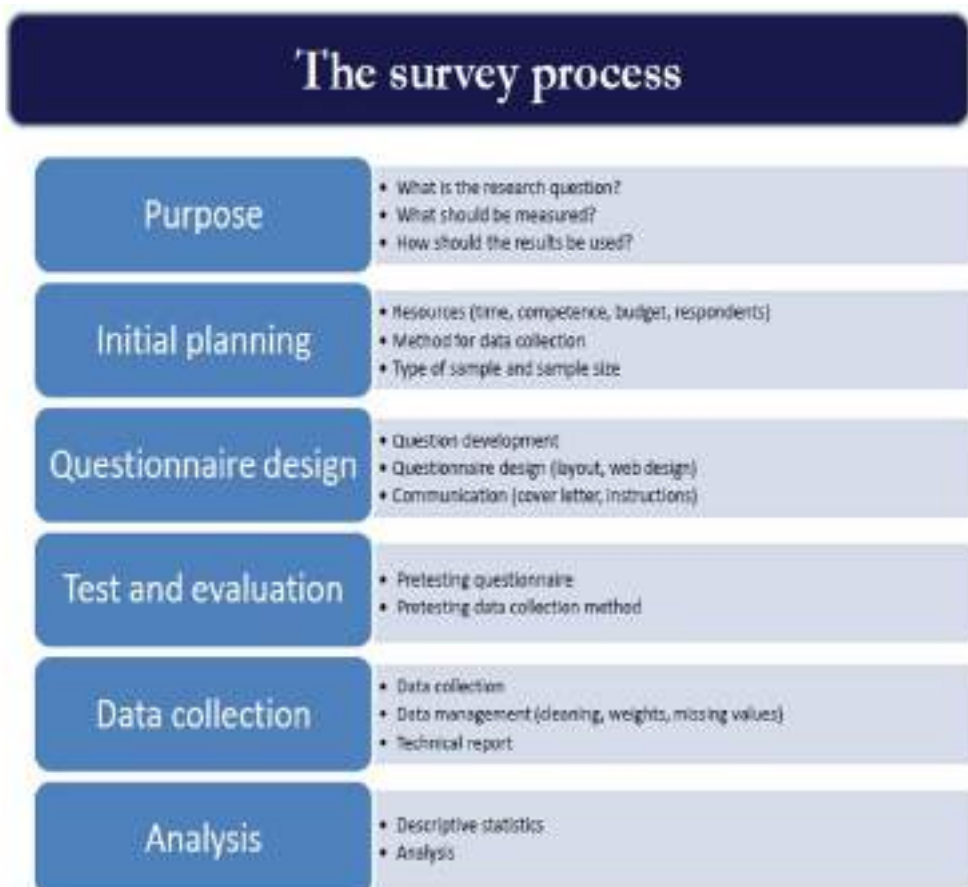 The survey process
Purpose
• What is the research question?
• What should be measured?
• How should the results be used?
Initial planning
• Resources (time, competence, budget, respondents)
• Method for data collection
• Type of sample and sample size
Questionnaire design
• Question development
• Questionnaire design (layout, web design)
• Communication (cover letter, instructions)
Test and evaluation
• Pretesting questionnaire
• Pretesting data collection method
Data collection
• Data collection
• Data management (cleaning, weights, missing values)
• Technical report
Analysis
• Descriptive statistics
• Analysis